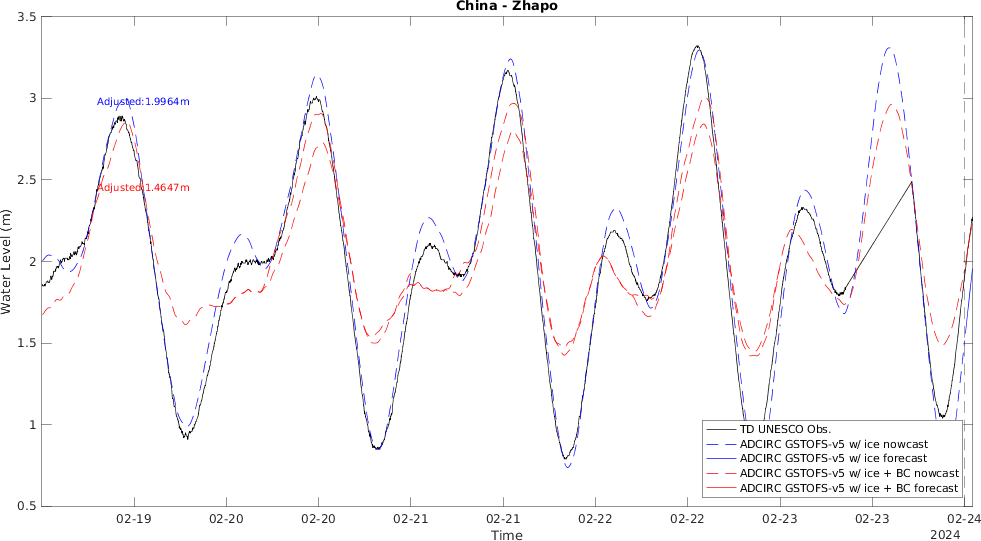 China - Zhapo
3.5
3
2.5
2
1.5
1
0.5
Water Level (m)
Adjusted:1.9964m
Adjusted:1.4647m
TD UNESCO Obs.
ADCIRC GSTOFS-v5 w/ ice nowcast
ADCIRC GSTOFS-v5 w/ ice forecast
ADCIRC GSTOFS-v5 w/ ice + BC nowcast
ADCIRC GSTOFS-v5 w/ ice + BC forecast
02-19 02-20 02-20 02-21 02-21 02-22 02-22 02-23 02-23 02-24
2024
Time